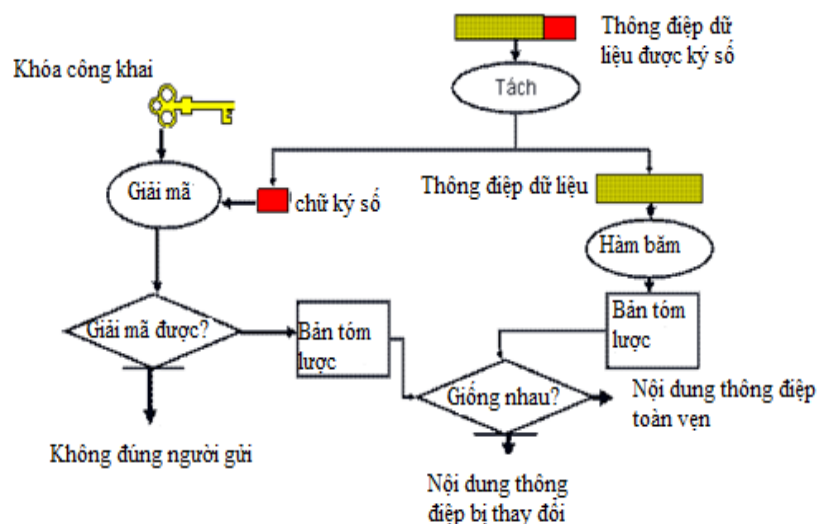 Thông điệp dữ
liệu được ký số
Khóa công khai
Tách
Giải mã
chữ ký số
Thông điệp dữ liệu
Hàm băm
Giải mã được?
Bản tóm
lược
Bản tóm
lược
Giống nhau?
Nội dung thông điệp
toàn vẹn
Không đúng người gửi
Nội dung thông
điệp bị thay đổi